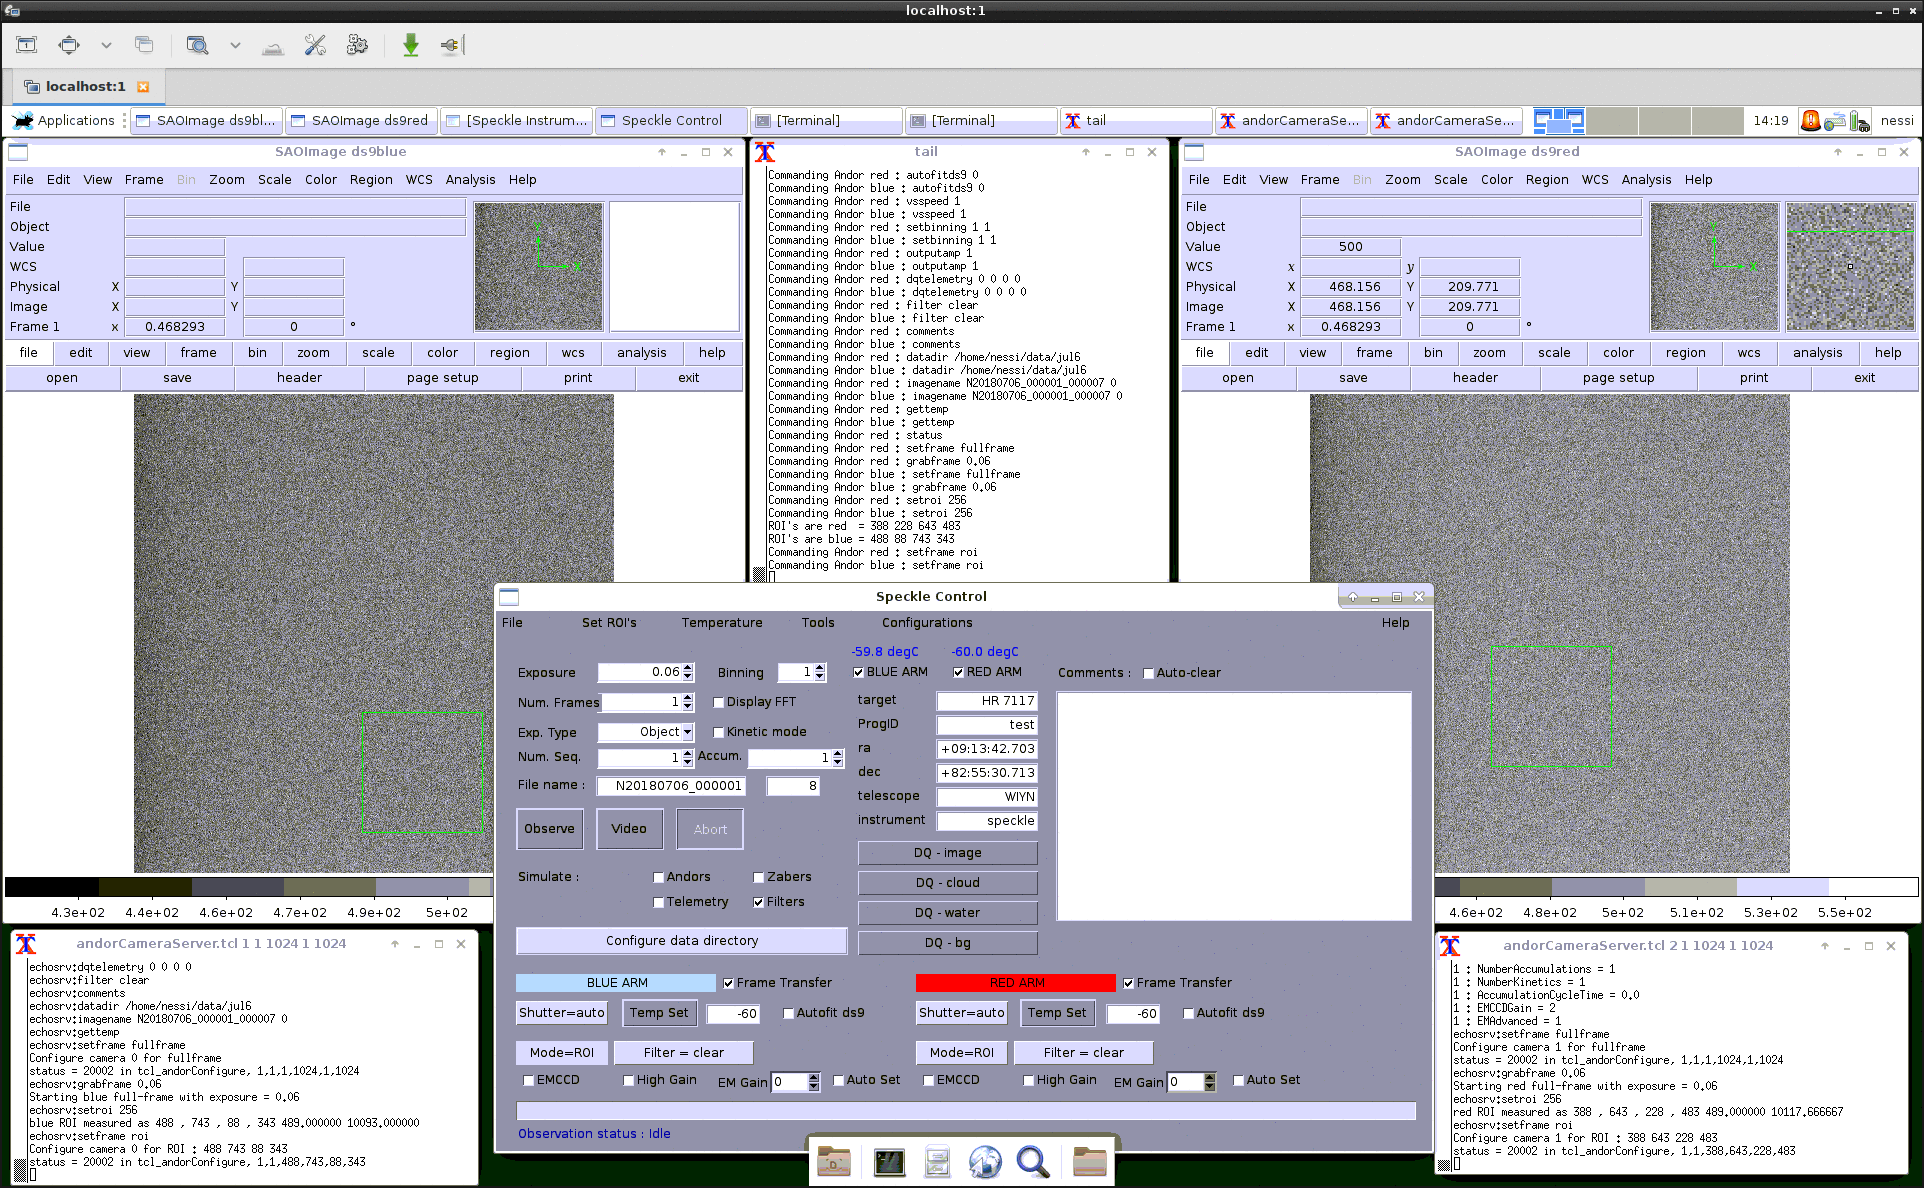 localhost:1
localhost:1
Applications
SAOImage ds9bl...
SAOImage ds9red
[Speckle Instrum...
Speckle Control
[Terminal]
[Terminal]
tail
andorCameraSe...
andorCameraSe...
14:19
nessi
SAOImage ds9blue
File Edit View Frame Bin Zoom Scale Color Region WCS Analysis Help
File
Object
Value
WCS
Physical X Y
Image X Y
Frame 1 x 0.468293 0 °
Y
X
file edit view frame bin zoom scale color region wcs analysis help
open save header page setup print exit
4.3e+02 4.4e+02 4.6e+02 4.7e+02 4.9e+02 5e+02
tail
Commanding Andor red : autofitds9 0
Commanding Andor blue : autofitds9 0
Commanding Andor red : vsspeed 1
Commanding Andor blue : vsspeed 1
Commanding Andor red : setbinning 1 1
Commanding Andor blue : setbinning 1 1
Commanding Andor red : outputamp 1
Commanding Andor blue : outputamp 1
Commanding Andor red : dqtelemetry 0 0 0 0
Commanding Andor blue : dqtelemetry 0 0 0 0
Commanding Andor red : filter clear
Commanding Andor blue : filter clear
Commanding Andor red : comments
Commanding Andor blue : comments
Commanding Andor red : datadir /home/nessi/data/jul6
Commanding Andor blue : datadir /home/nessi/data/jul6
Commanding Andor red : imagename N20180706_000001_000007 0
Commanding Andor blue : imagename N20180706_000001_000007 0
Commanding Andor red : gettemp
Commanding Andor blue : gettemp
Commanding Andor red : status
Commanding Andor red : setframe fullframe
Commanding Andor red : grabframe 0.06
Commanding Andor blue : setframe fullframe
Commanding Andor blue : grabframe 0.06
Commanding Andor red : setroi 256
Commanding Andor blue : setroi 256
ROI's are red  = 388 228 643 483
ROI's are blue = 488 88 743 343
Commanding Andor red : setframe roi
Commanding Andor blue : setframe roi
SAOImage ds9red
File Edit View Frame Bin Zoom Scale Color Region WCS Analysis Help
File
Object
Value 500
WCS x y
Physical X 468.156 Y 209.771
Image X 468.156 Y 209.771
Frame 1 x 0.468293 0 °
Y
X
file edit view frame bin zoom scale color region wcs analysis help
open save header page setup print exit
4.6e+02 4.8e+02 5e+02 5.1e+02 5.3e+02 5.5e+02
Speckle Control
File Set ROI's Temperature Tools Configurations Help
-59.8 degC -60.0 degC
Exposure 0.06 Binning 1 BLUE ARM RED ARM Comments : Auto-clear
Num. Frames 1 Display FFT target HR 7117
Exp. Type Object Kinetic mode ProgID test
Num. Seq. 1 Accum. 1 ra +09:13:42.703
File name : N20180706_000001 8 dec +82:55:30.713
telescope WIYN
instrument speckle
Observe Video Abort
DQ - image
Simulate : Andors Zabers DQ - cloud
Telemetry Filters DQ - water
Configure data directory DQ - bg
BLUE ARM Frame Transfer RED ARM Frame Transfer
Shutter=auto Temp Set -60 Autofit ds9 Shutter=auto Temp Set -60 Autofit ds9
Mode=ROI Filter = clear Mode=ROI Filter = clear
EMCCD High Gain EM Gain 0 Auto Set EMCCD High Gain EM Gain 0 Auto Set
Observation status : Idle
andorCameraServer.tcl 1 1 1024 1 1024
echosrv:dqtelemetry 0 0 0 0
echosrv:filter clear
echosrv:comments
echosrv:datadir /home/nessi/data/jul6
echosrv:imagename N20180706_000001_000007 0
echosrv:gettemp
echosrv:setframe fullframe
Configure camera 0 for fullframe
status = 20002 in tcl_andorConfigure, 1,1,1,1024,1,1024
echosrv:grabframe 0.06
Starting blue full-frame with exposure = 0.06
echosrv:setroi 256
blue ROI measured as 488 , 743 , 88 , 343 489.000000 10093.000000
echosrv:setframe roi
Configure camera 0 for ROI : 488 743 88 343
status = 20002 in tcl_andorConfigure, 1,1,488,743,88,343
andorCameraServer.tcl 2 1 1024 1 1024
1 : NumberAccumulations = 1
1 : NumberKinetics = 1
1 : AccumulationCycleTime = 0.0
1 : EMCCDGain = 2
1 : EMAdvanced = 1
echosrv:setframe fullframe
Configure camera 1 for fullframe
status = 20002 in tcl_andorConfigure, 1,1,1,1024,1,1024
echosrv:grabframe 0.06
Starting red full-frame with exposure = 0.06
echosrv:setroi 256
red ROI measured as 388 , 643 , 228 , 483 489.000000 10117.666667
echosrv:setframe roi
Configure camera 1 for ROI : 388 643 228 483
status = 20002 in tcl_andorConfigure, 1,1,388,643,228,483